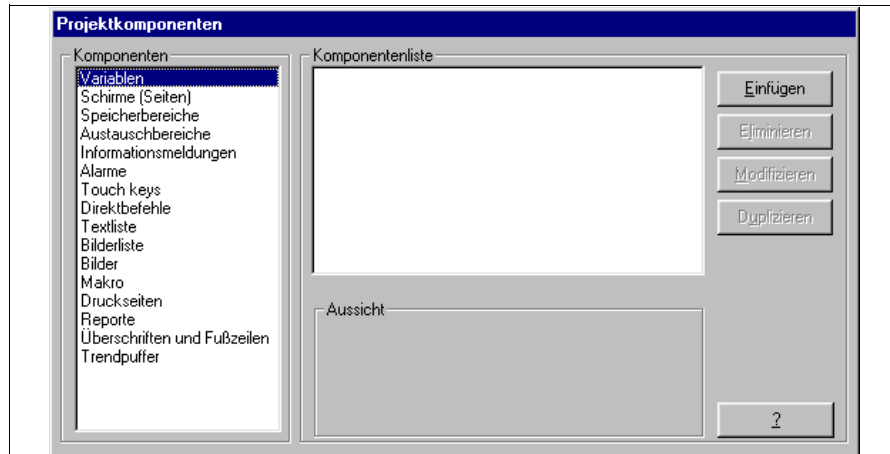 Projektkomponenten
Komponenten
Variablen
Schirme (Seiten)
Speicherbereiche
Austauschbereiche
Informationsmeldungen
Alarme
Touch keys
Direktbefehle
Textliste
Bilderliste
Bilder
Makro
Druckseiten
Reporte
Überschriften und Fußzeilen
Trendpuffer
Komponentenliste
Einfügen
Eliminieren
Modifizieren
Duplizieren
Aussicht
?